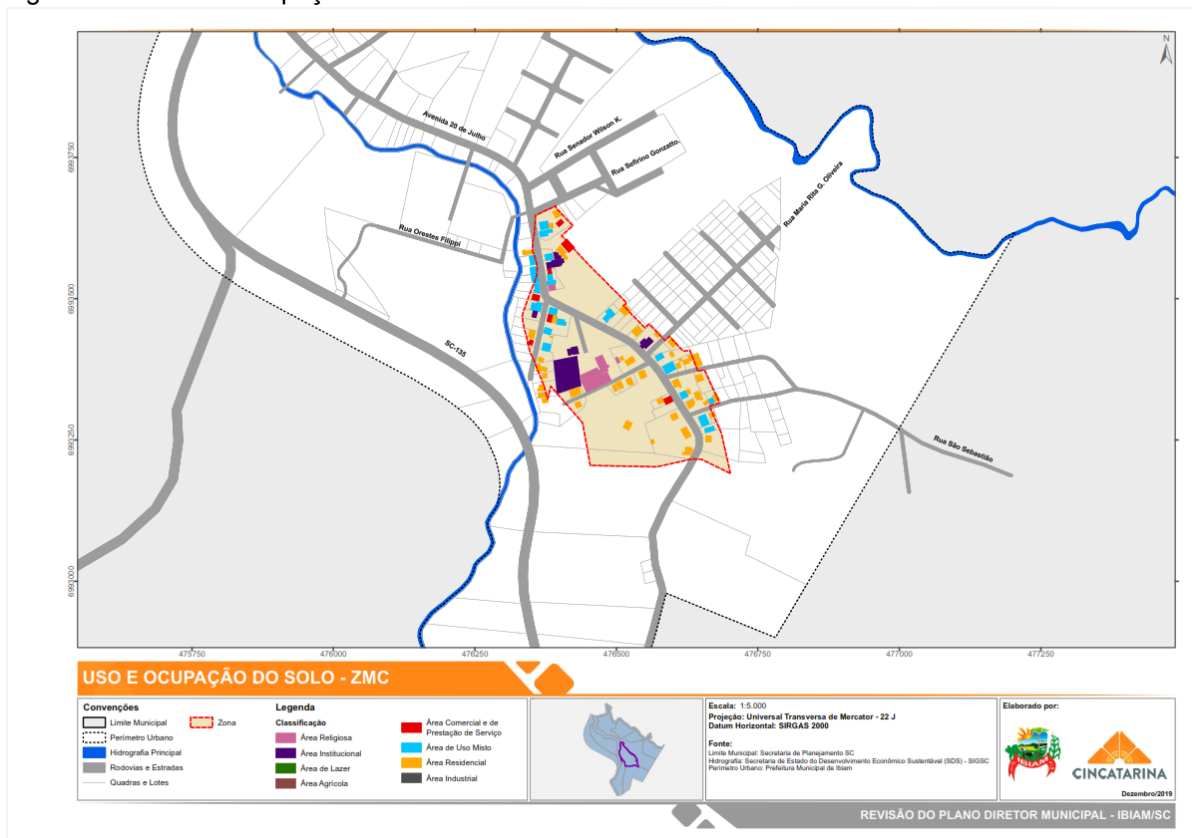 N
Avenida 20 de Julho
Rua Senador Wilson K.
Rua Sefirino Gonzatto
Rua Maria Rita G. Oliveira
Rua Orestes Filippi
SC-135
Rua São Sebastião
6993750
6993500
6993250
6993000
475750
476000
476250
476500
476750
477000
477250
USO E OCUPAÇÃO DO SOLO - ZMC
Convenções
Limite Municipal
Zona
Perímetro Urbano
Hidrografia Principal
Rodovias e Estradas
Quadras e Lotes
Legenda
Classificação
Área Religiosa
Área Institucional
Área de Lazer
Área Agrícola
Área Comercial e de
Prestação de Serviço
Área de Uso Misto
Área Residencial
Área Industrial
Escala: 1:5.000
Projeção: Universal Transversa de Mercator - 22 J
Datum Horizontal: SIRGAS 2000
Fonte:
Limite Municipal: Secretaria de Planejamento SC
Hidrografia: Secretaria de Estado do Desenvolvimento Econômico Sustentável (SDS) - SIGSC
Perímetro Urbano: Prefeitura Municipal de Ibiam
Elaborado por:
IBIAM
CINCATARINA
Dezembro/2019
REVISÃO DO PLANO DIRETOR MUNICIPAL - IBIAM/SC